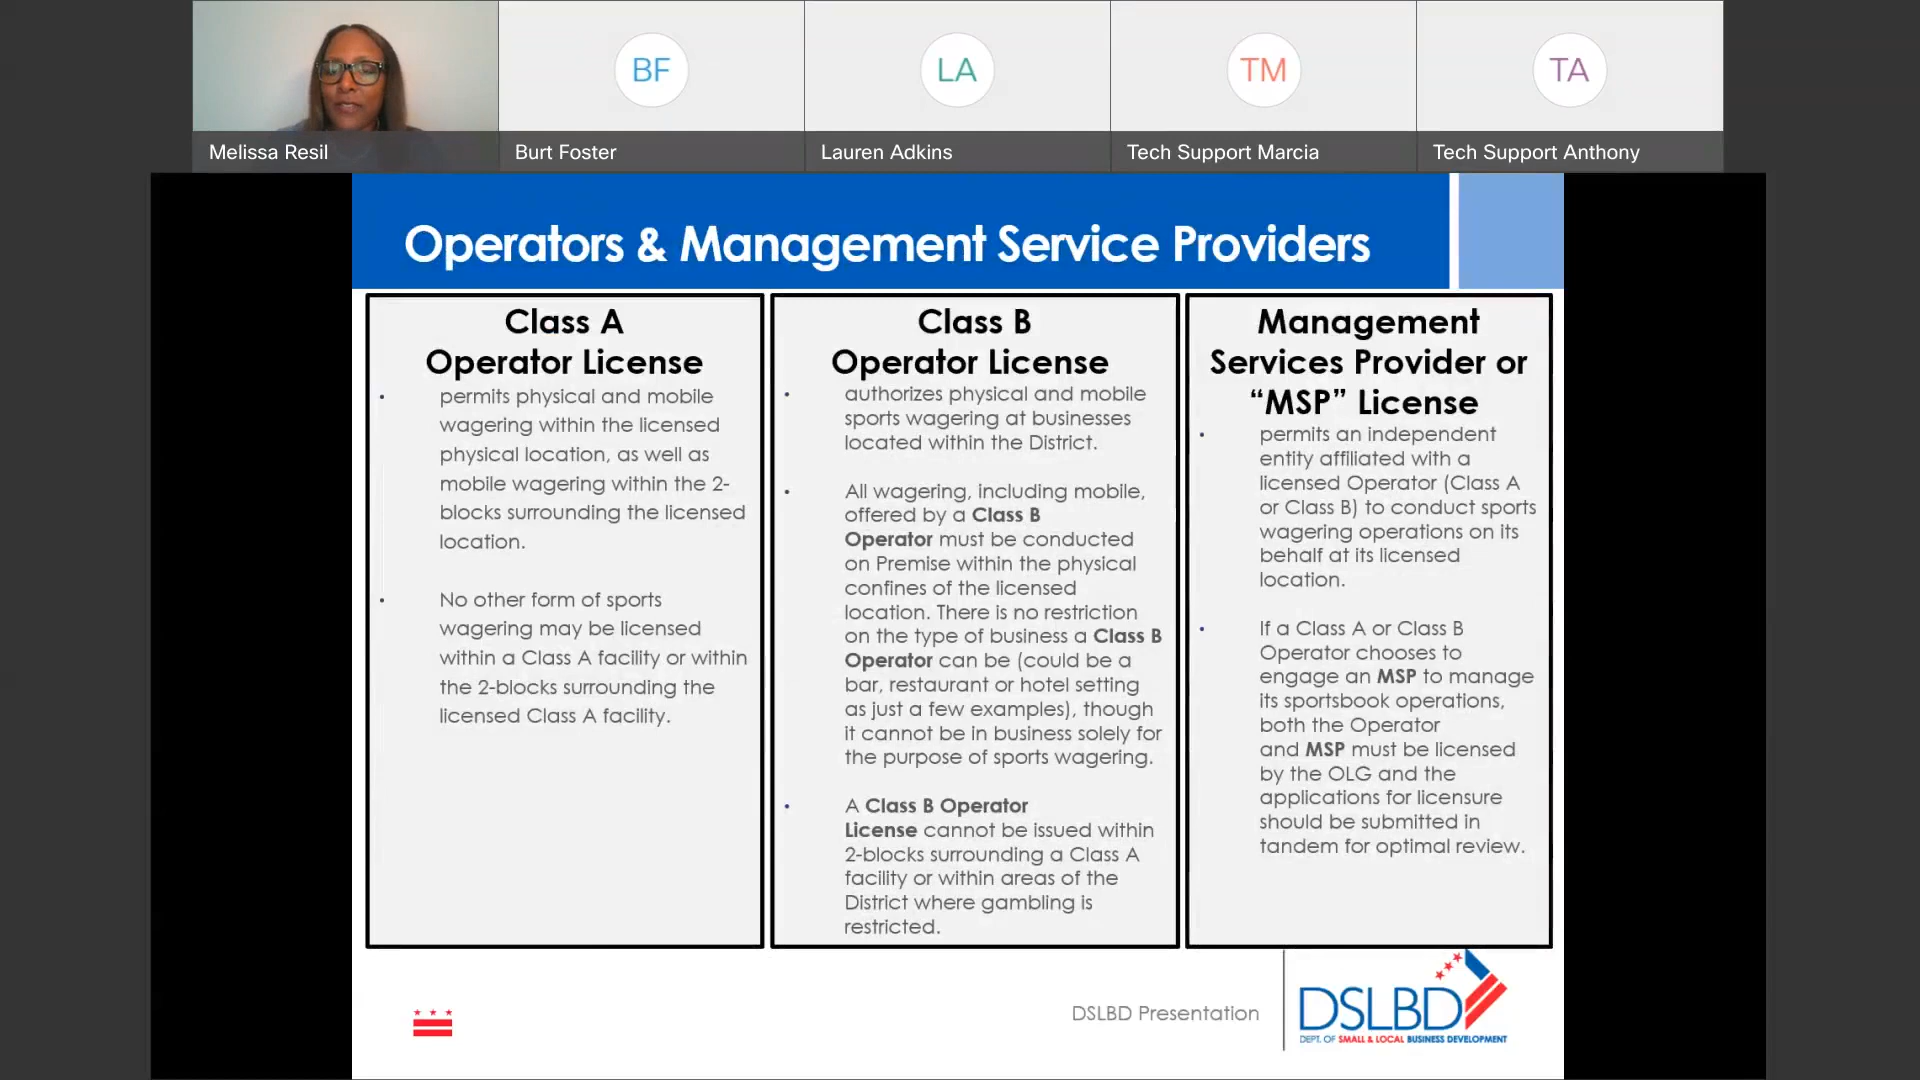 BF
LA
TM
TA
Melissa Resil
Burt Foster
Lauren Adkins
Tech Support Marcia
Tech Support Anthony
Operators & Management Service Providers
Class A
Operator License
• permits physical and mobile
wagering within the licensed
physical location, as well as
mobile wagering within the 2-
blocks surrounding the licensed
location.
• No other form of sports
wagering may be licensed
within a Class A facility or within
the 2-blocks surrounding the
licensed Class A facility.
Class B
Operator License
• authorizes physical and mobile
sports wagering at businesses
located within the District.
• All wagering, including mobile,
offered by a Class B
Operator must be conducted
on Premise within the physical
confines of the licensed
location. There is no restriction
on the type of business a Class B
Operator can be (could be a
bar, restaurant or hotel setting
as just a few examples), though
it cannot be in business solely for
the purpose of sports wagering.
• A Class B Operator
License cannot be issued within
2-blocks surrounding a Class A
facility or within areas of the
District where gambling is
restricted.
Management
Services Provider or
“MSP” License
• permits an independent
entity affiliated with a
licensed Operator (Class A
or Class B) to conduct sports
wagering operations on its
behalf at its licensed
location.
• If a Class A or Class B
Operator chooses to
engage an MSP to manage
its sportsbook operations,
both the Operator
and MSP must be licensed
by the OLG and the
applications for licensure
should be submitted in
tandem for optimal review.
DSLBD Presentation
DSLBD
DEPT. OF SMALL & LOCAL BUSINESS DEVELOPMENT